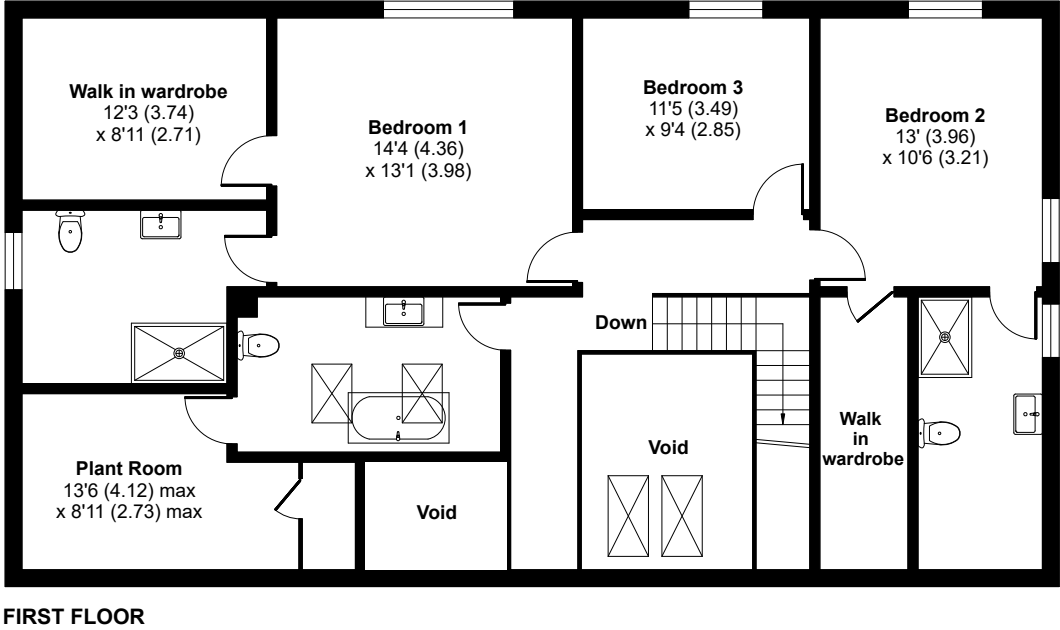 Walk in wardrobe
12'3 (3.74)
x 8'11 (2.71)
Bedroom 1
14'4 (4.36)
x 13'1 (3.98)
Bedroom 3
11'5 (3.49)
x 9'4 (2.85)
Bedroom 2
13' (3.96)
x 10'6 (3.21)
Down
Plant Room
13'6 (4.12) max
x 8'11 (2.73) max
Void
Void
Walk
in
wardrobe
FIRST FLOOR